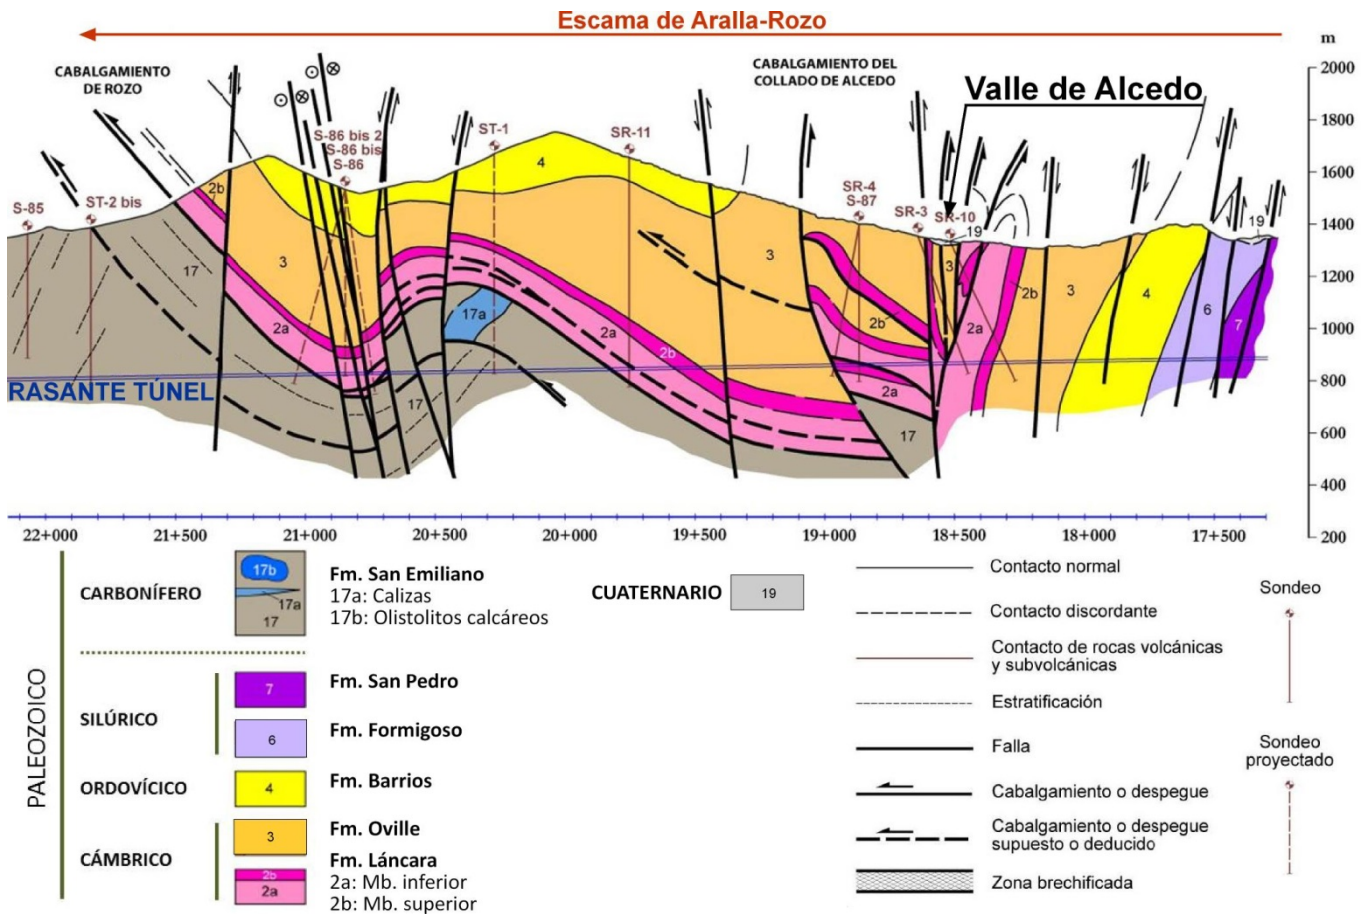 Escama de Aralla-Rozo
m
CABALGAMIENTO
DE ROZO
CABALGAMIENTO DEL
COLLADO DE ALCEDO
Valle de Alcedo
2000
1800
1600
1400
1200
1000
800
600
400
200
S-86 bis 2
S-86 bis
S-86
ST-1
SR-11
SR-4
S-87
SR-3
SR-10
S-85
ST-2 bis
2b
4
4
19
19
17
3
3
3
2b
3
4
6
7
2a
17a
2a
2b
2b
2a
2a
17
17
RASANTE TÚNEL
22+000
21+500
21+000
20+500
20+000
19+500
19+000
18+500
18+000
17+500
PALEOZOICO
CARBONÍFERO
17b
17a
17
Fm. San Emiliano
17a: Calizas
17b: Olistolitos calcáreos
SILÚRICO
7
Fm. San Pedro
6
Fm. Formigoso
ORDOVÍCICO
4
Fm. Barrios
CÁMBRICO
3
Fm. Oville
2b
2a
Fm. Láncara
2a: Mb. inferior
2b: Mb. superior
CUATERNARIO
19
Contacto normal
Contacto discordante
Contacto de rocas volcánicas
y subvolcánicas
Estratificación
Falla
Cabalgamiento o despegue
Cabalgamiento o despegue
supuesto o deducido
Zona brechificada
Sondeo
Sondeo
proyectado